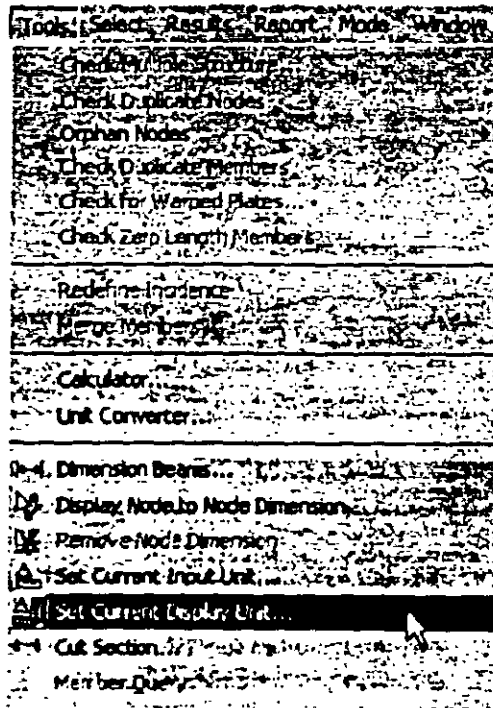 Tools Select Results Report Mode Window
Check Multiple Structure
Check Duplicate Nodes
Orphan Nodes
Check Duplicate Members
Check for Warped Plates...
Check Zero Length Members
Redefine Incidence
Merge Members
Calculator...
Unit Converter...
Dimension Beams...
Display Node to Node Dimension
Remove Node Dimension
Set Current Input Unit...
Set Current Display Unit...
Cut Section...
Member Query